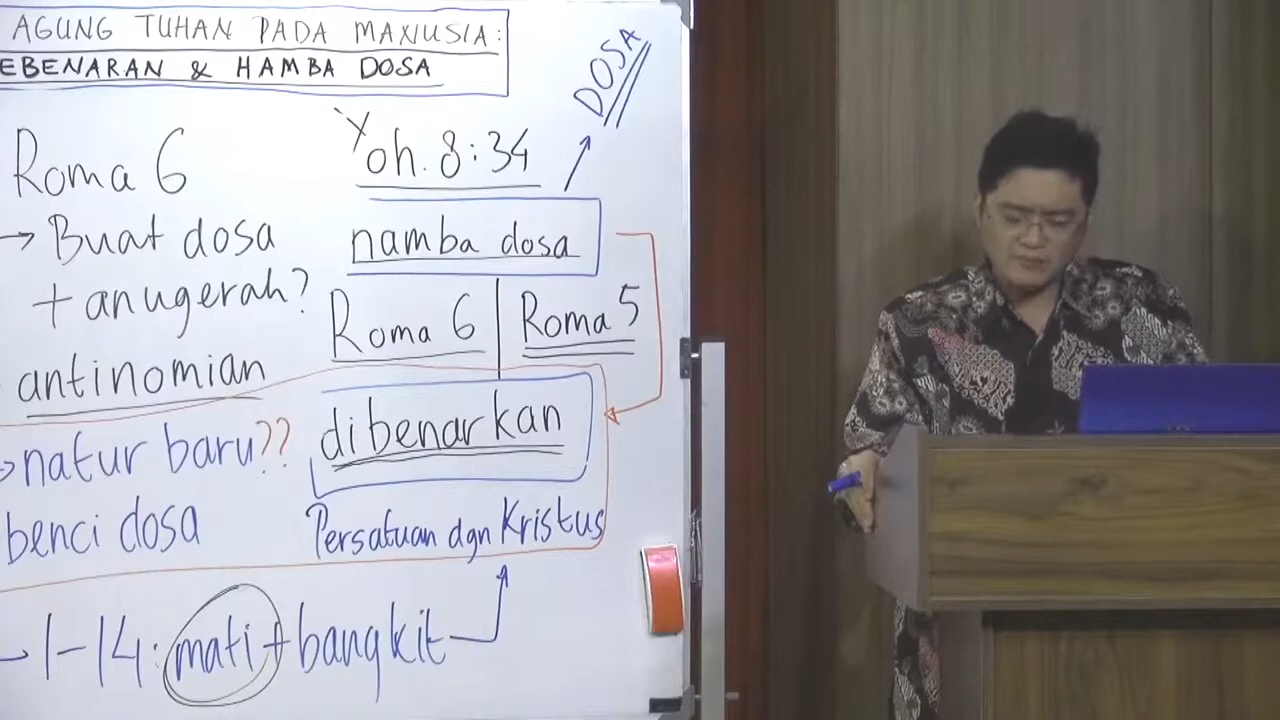 AGUNG TUHAN PADA MANUSIA:
EBENARAN & HAMBA DOSA
DOSA
Roma 6
→ Buat dosa
+ anugerah?
antinomian
→ natur baru??
benci dosa
Yoh. 8:34
hamba dosa
Roma 6 | Roma 5
dibenarkan
Persatuan dgn Kristus
1-14: mati + bangkit